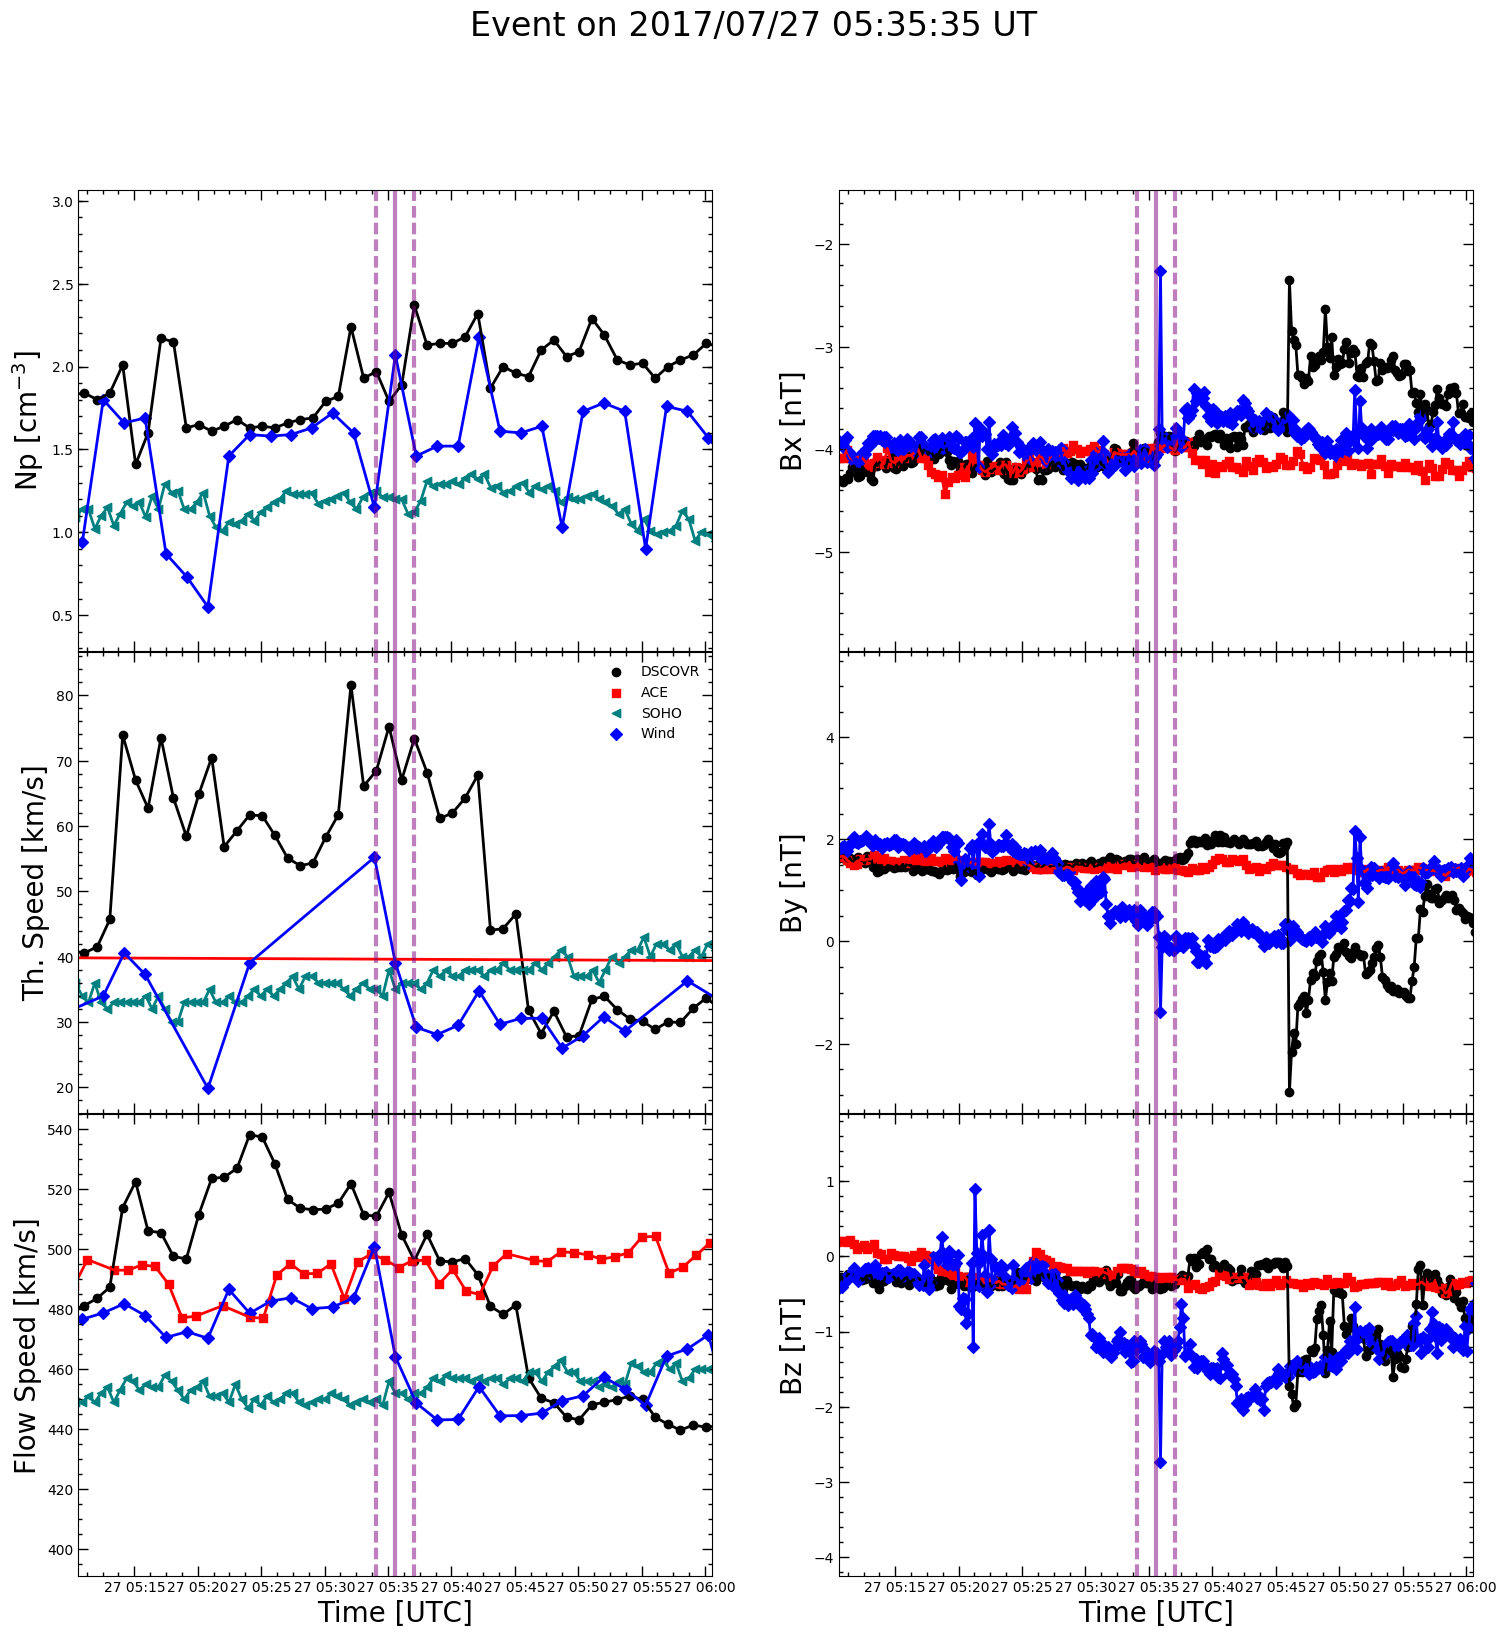 Event on 2017/07/27 05:35:35 UT
Np [cm⁻³]
3.0
2.5
2.0
1.5
1.0
0.5
Th. Speed [km/s]
80
70
60
50
40
30
20
DSCOVR
ACE
SOHO
Wind
Flow Speed [km/s]
540
520
500
480
460
440
420
400
27 05:15 27 05:20 27 05:25 27 05:30 27 05:35 27 05:40 27 05:45 27 05:50 27 05:55 27 06:00
Time [UTC]
Bx [nT]
−2
−3
−4
−5
By [nT]
4
2
0
−2
Bz [nT]
1
0
−1
−2
−3
−4
27 05:15 27 05:20 27 05:25 27 05:30 27 05:35 27 05:40 27 05:45 27 05:50 27 05:55 27 06:00
Time [UTC]